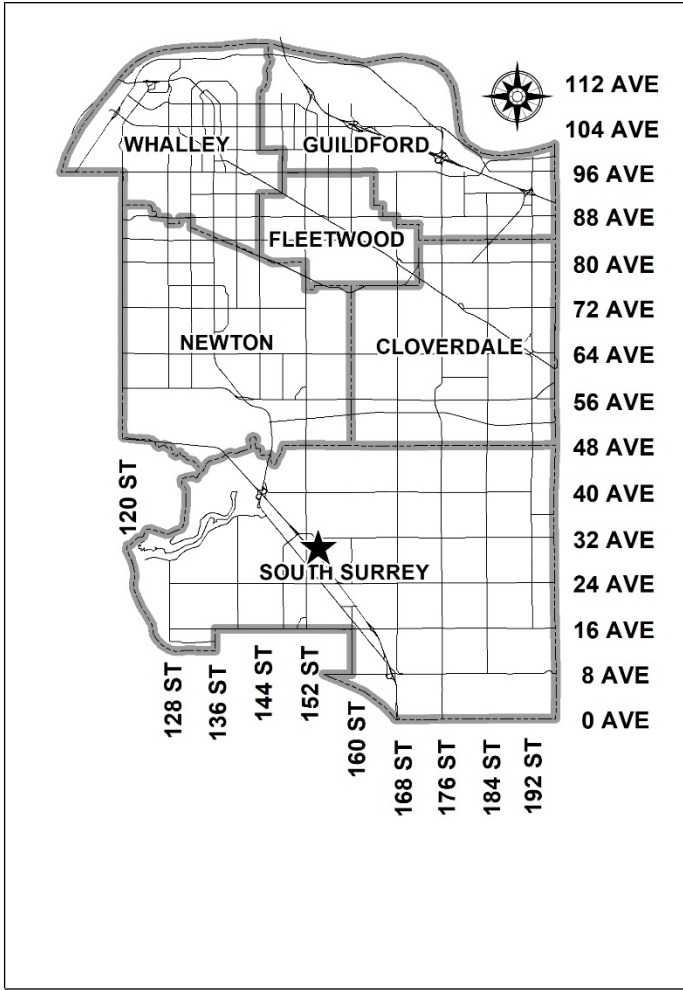 112 AVE
104 AVE
WHALLEY
GUILDFORD
96 AVE
88 AVE
FLEETWOOD
80 AVE
72 AVE
NEWTON
CLOVERDALE
64 AVE
56 AVE
48 AVE
120 ST
40 AVE
32 AVE
SOUTH SURREY
24 AVE
16 AVE
8 AVE
0 AVE
128 ST
136 ST
144 ST
152 ST
160 ST
168 ST
176 ST
184 ST
192 ST